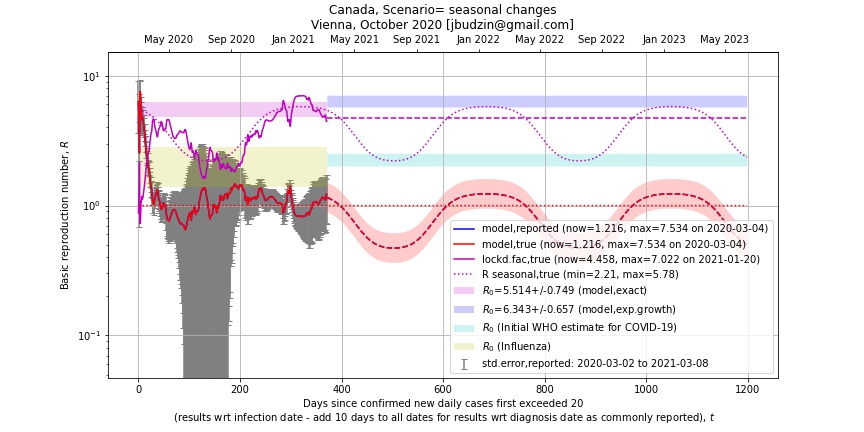 Canada, Scenario= seasonal changes
Vienna, October 2020 [jbudzin@gmail.com]
May 2020 Sep 2020 Jan 2021 May 2021 Sep 2021 Jan 2022 May 2022 Sep 2022 Jan 2023 May 2023
Basic reproduction number, R
10¹
10⁰
10⁻¹
model,reported (now=1.216, max=7.534 on 2020-03-04)
model,true (now=1.216, max=7.534 on 2020-03-04)
lockd.fac,true (now=4.458, max=7.022 on 2021-01-20)
R seasonal,true (min=2.21, max=5.78)
R₀=5.514+/-0.749 (model,exact)
R₀=6.343+/-0.657 (model,exp.growth)
R₀ (Initial WHO estimate for COVID-19)
R₀ (Influenza)
std.error,reported: 2020-03-02 to 2021-03-08
0 200 400 600 800 1000 1200
Days since confirmed new daily cases first exceeded 20
(results wrt infection date - add 10 days to all dates for results wrt diagnosis date as commonly reported), t